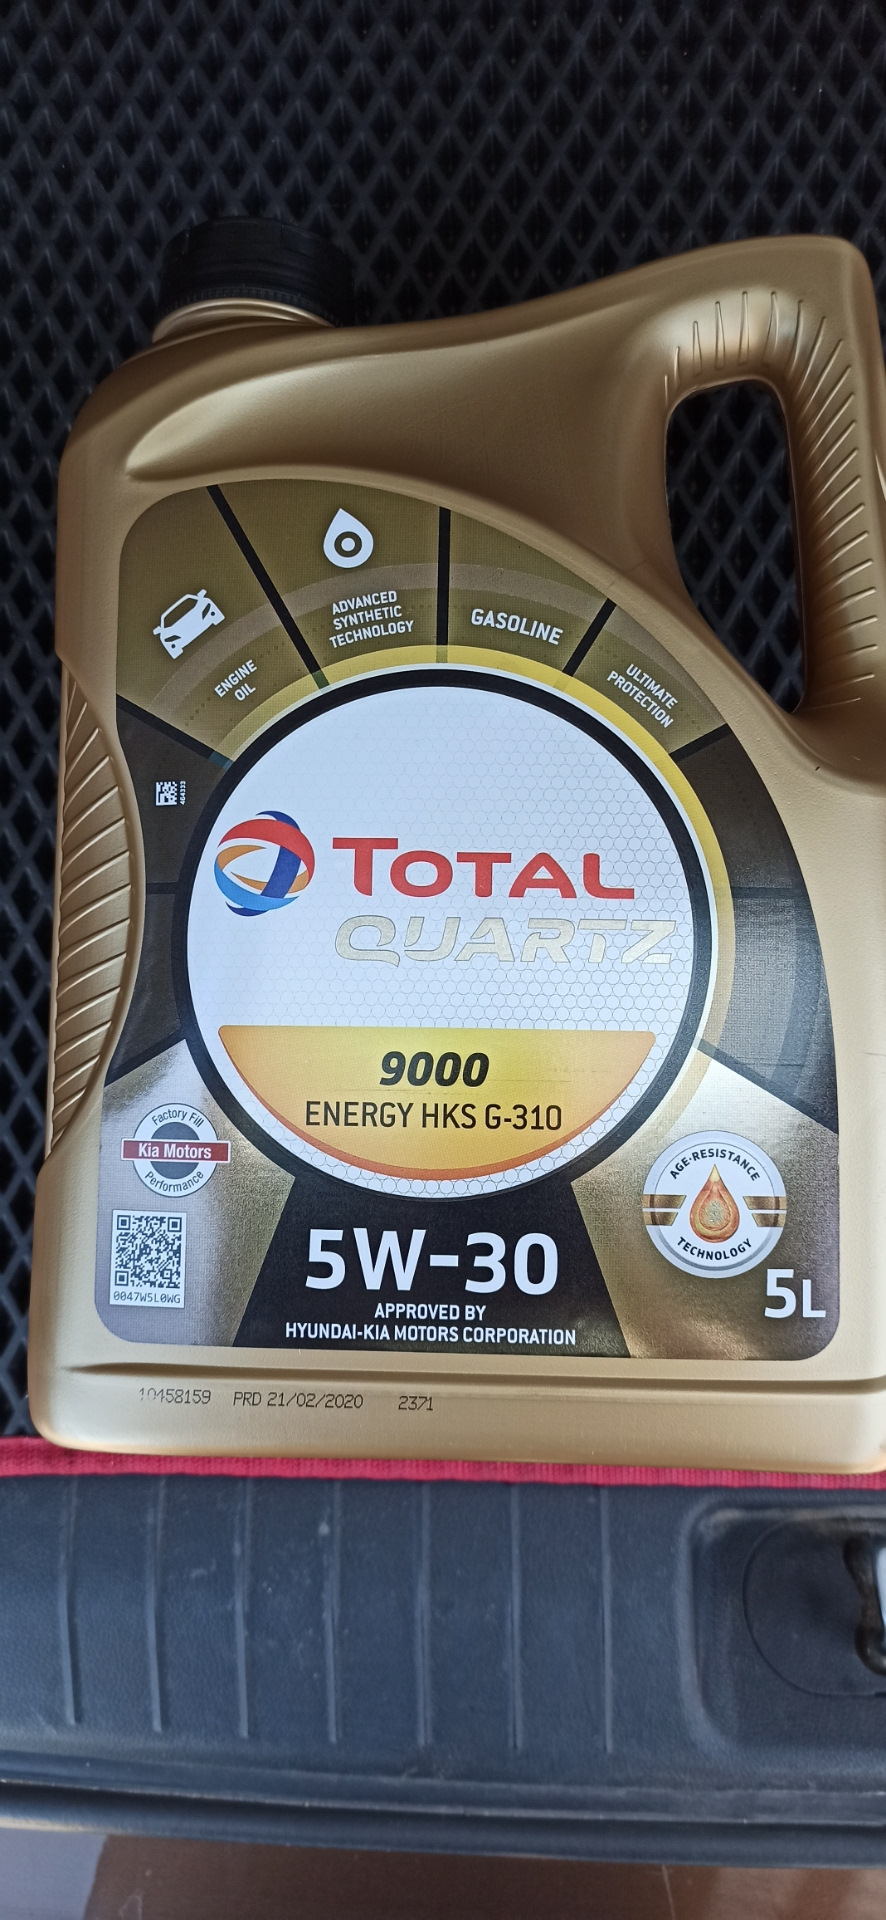 ENGINE
OIL
ADVANCED
SYNTHETIC
TECHNOLOGY
GASOLINE
ULTIMATE
PROTECTION
464333
TOTAL
QUARTZ
9000
ENERGY HKS G-310
Factory Fill
Kia Motors
Performance
AGE-RESISTANCE
TECHNOLOGY
0047W5L0WG
5W-30
5L
APPROVED BY
HYUNDAI-KIA MOTORS CORPORATION
10458159 PRD 21/02/2020 2371